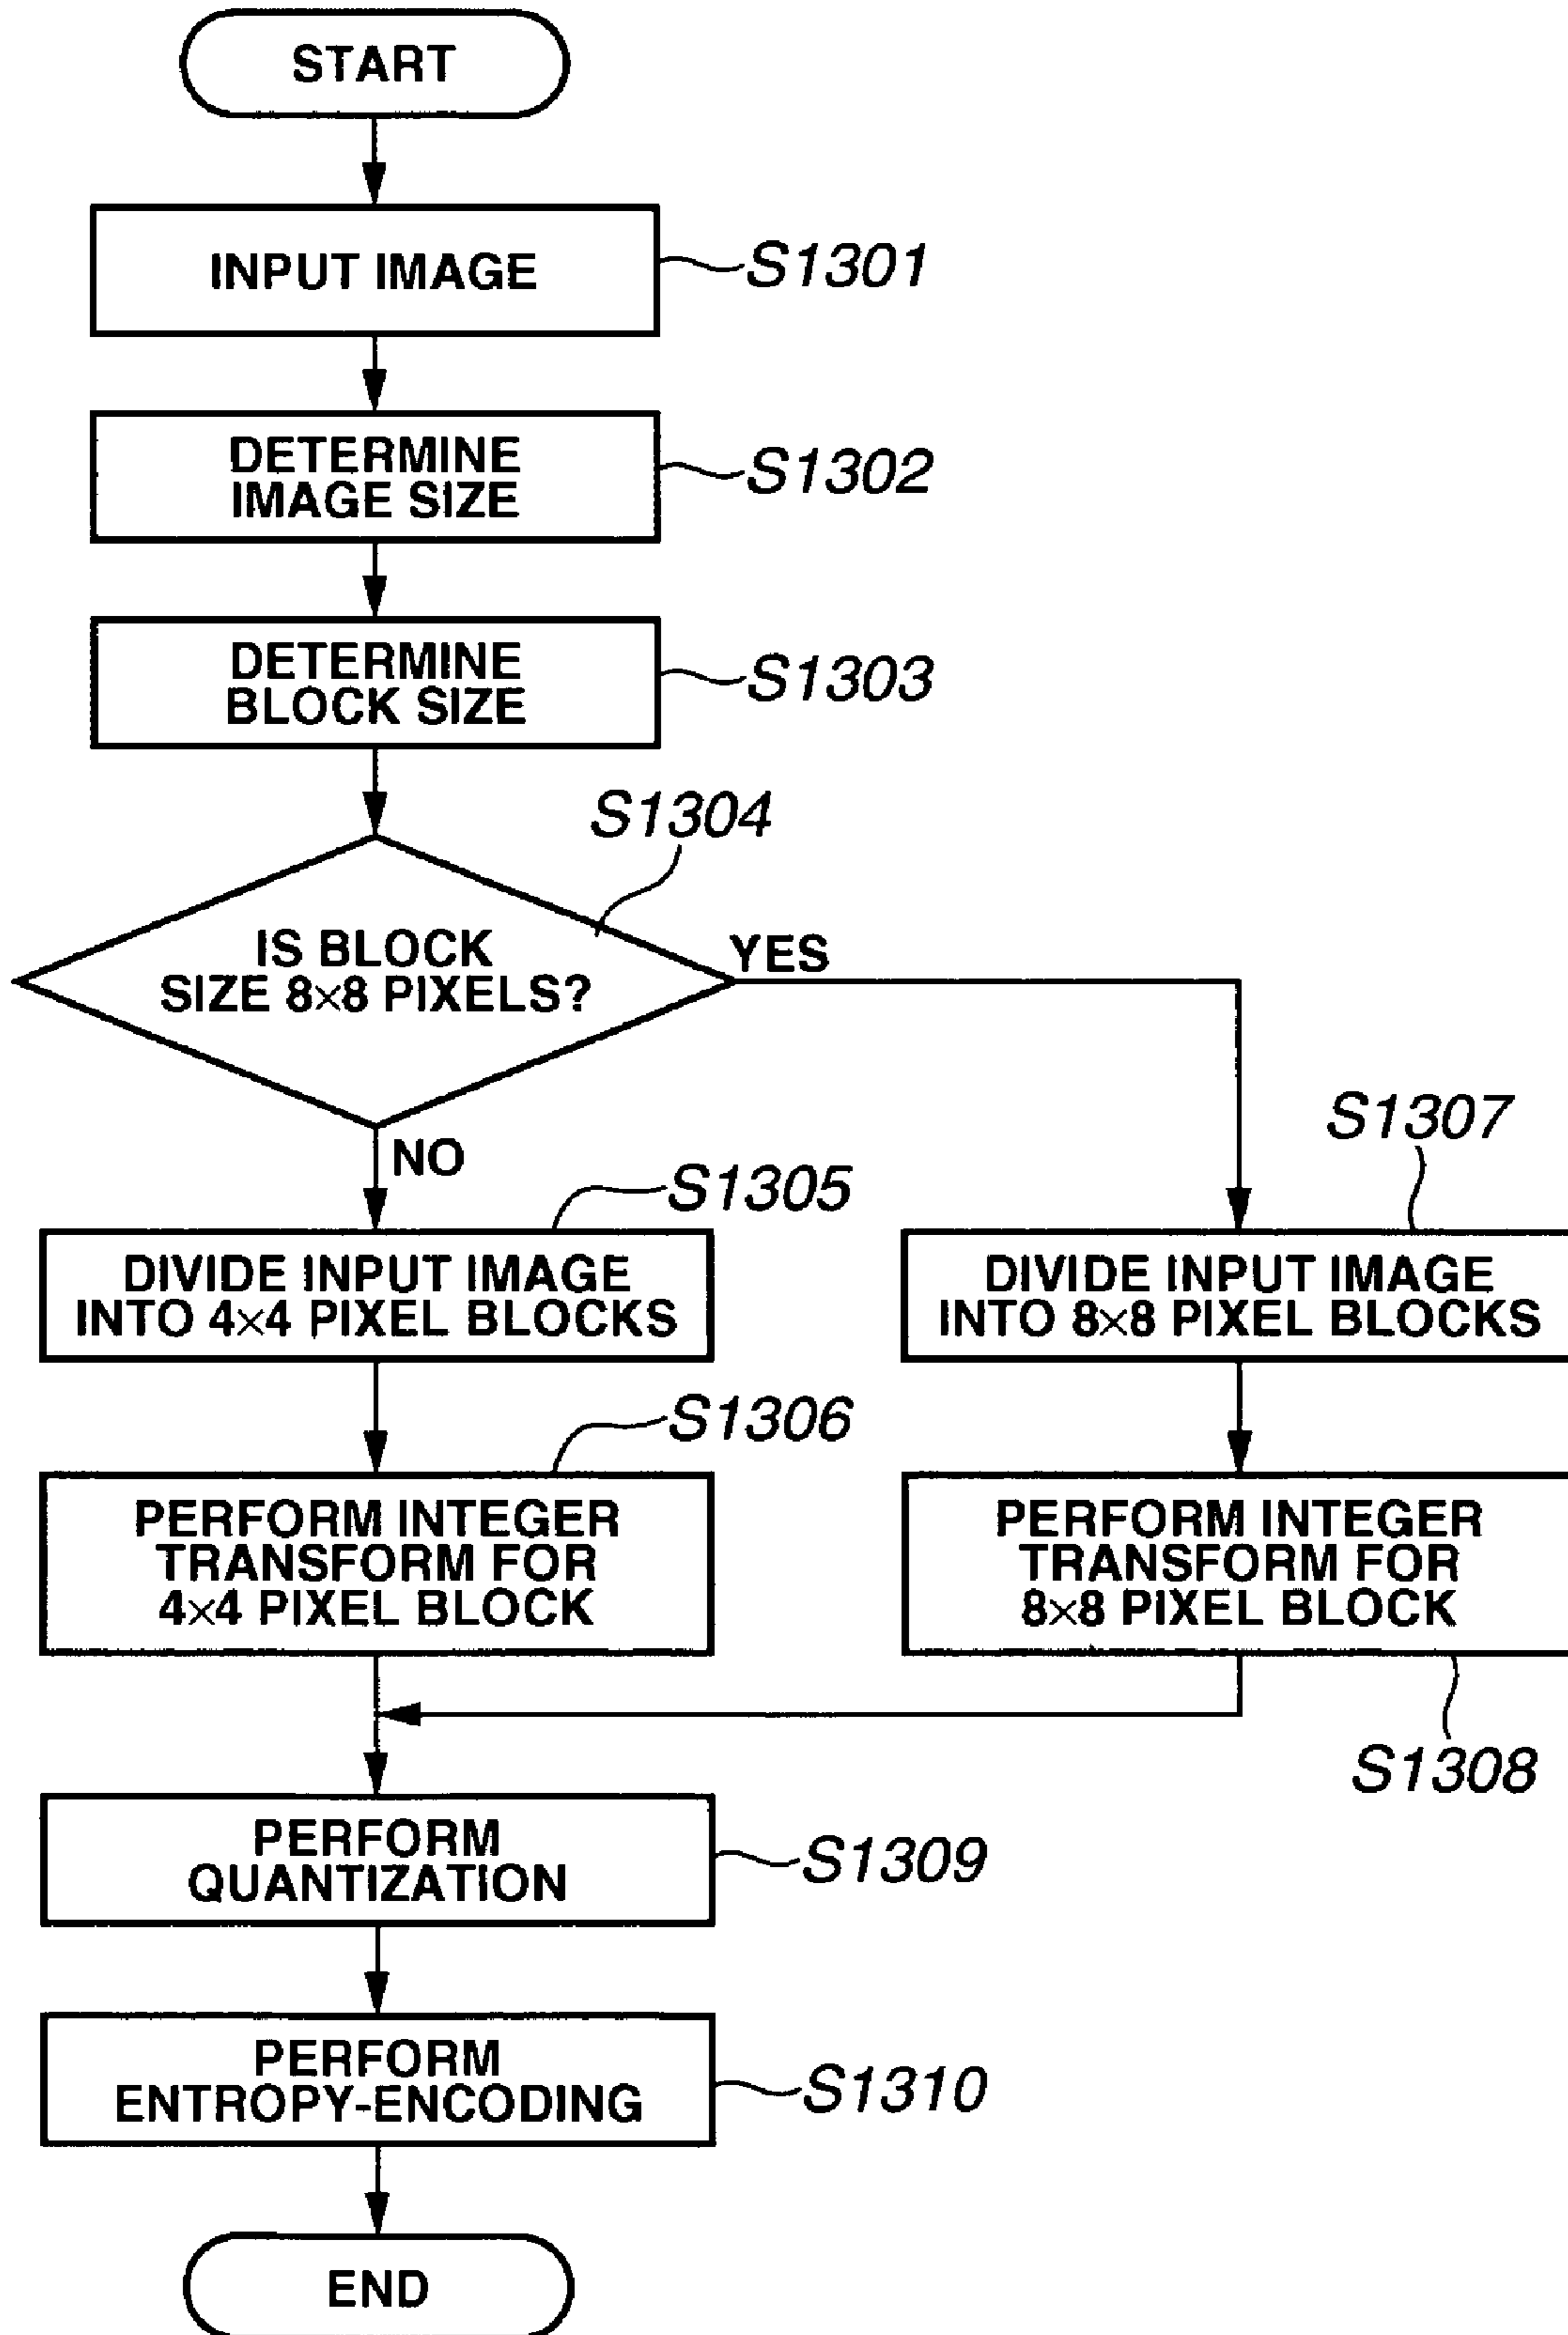 START
INPUT IMAGE
S1301
DETERMINE
IMAGE SIZE
S1302
DETERMINE
BLOCK SIZE
S1303
S1304
IS BLOCK
SIZE 8×8 PIXELS?
YES
NO
S1305
DIVIDE INPUT IMAGE
INTO 4×4 PIXEL BLOCKS
S1307
DIVIDE INPUT IMAGE
INTO 8×8 PIXEL BLOCKS
S1306
PERFORM INTEGER
TRANSFORM FOR
4×4 PIXEL BLOCK
PERFORM INTEGER
TRANSFORM FOR
8×8 PIXEL BLOCK
S1308
PERFORM
QUANTIZATION
S1309
PERFORM
ENTROPY-ENCODING
S1310
END